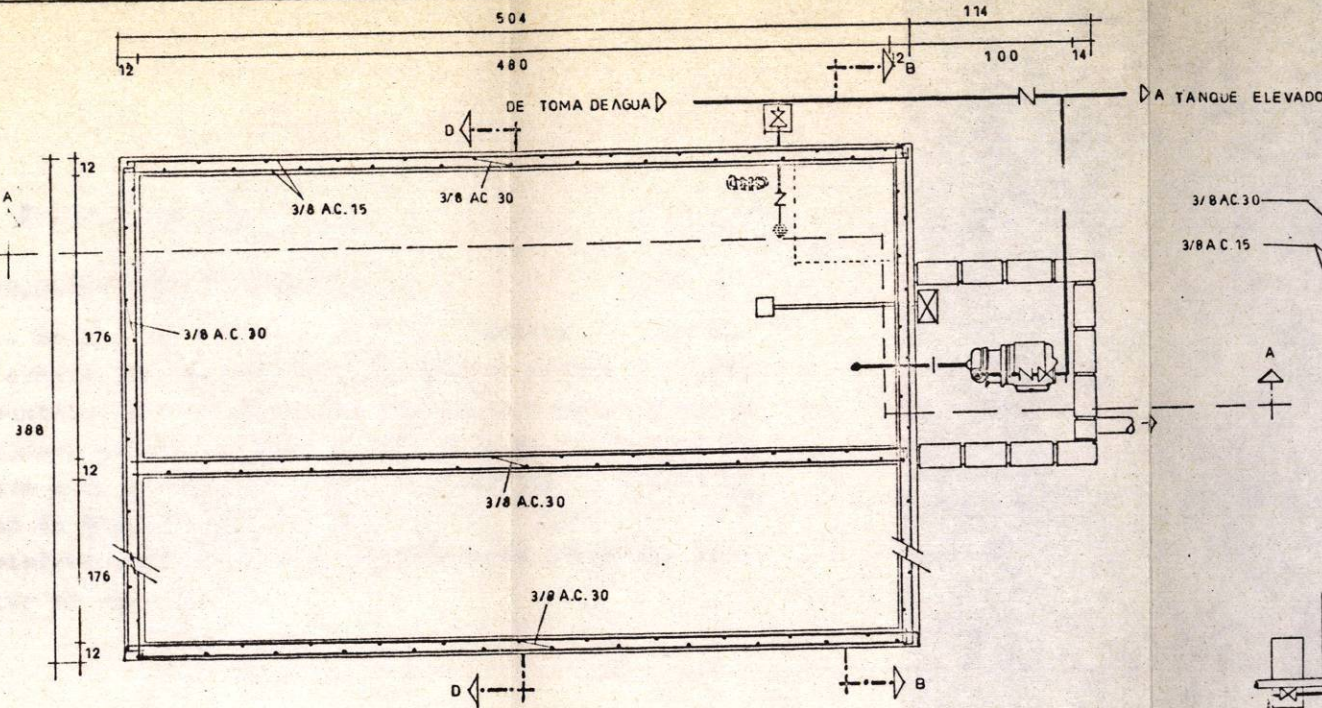 504
114
12
480
12
100
14
B
DE TOMA DE AGUA
A TANQUE ELEVADO
D
12
A
3/8 A.C. 15
3/8 AC 30
3/8 A.C. 30
3/8 A.C. 15
176
3/8 A.C. 30
A
388
12
3/8 A.C. 30
176
3/8 A.C. 30
12
D
B